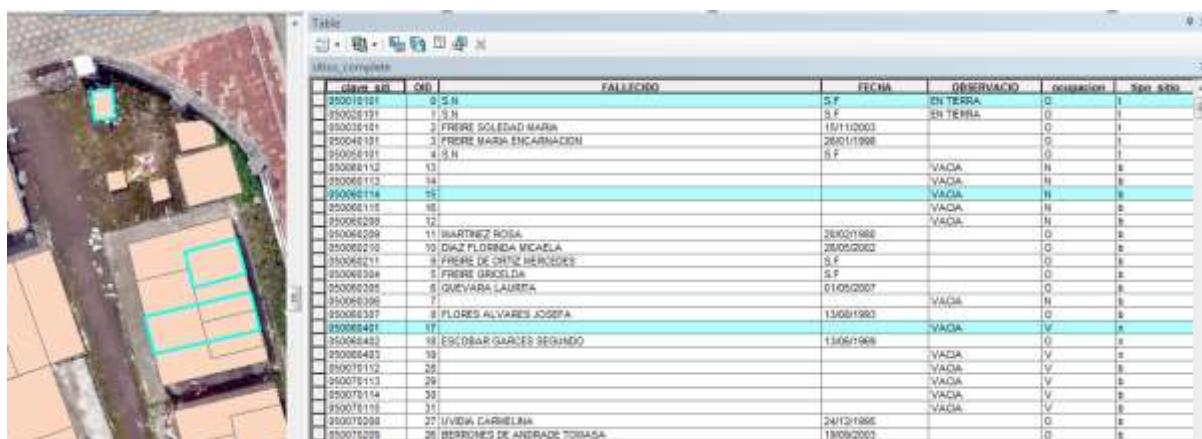 Table
sitios_complete
clave_siti OID FALLECIDO FECHA OBSERVACIO ocupacion tipo_sitio
050010101 0 S.N S.F EN TIERRA O t
050020101 1 S.N S.F EN TIERRA O t
050030101 2 FREIRE SOLEDAD MARIA 15/11/2003 O t
050040101 3 FREIRE MARIA ENCARNACION 26/01/1998 O t
050050101 4 S.N S.F O t
050060112 13 VACIA N b
050060113 14 VACIA N b
050060114 15 VACIA N b
050060115 16 VACIA N b
050060208 12 VACIA N b
050060209 11 MARTINEZ ROSA 20/02/1980 O b
050060210 10 DIAZ FLORINDA MICAELA 28/05/2002 O b
050060211 9 FREIRE DE ORTIZ MERCEDES S.F O b
050060304 5 FREIRE GRICELDA S.F O b
050060305 6 GUEVARA LAURITA 01/05/2007 O b
050060306 7 VACIA N b
050060307 8 FLORES ALVARES JOSEFA 13/08/1993 O b
050060401 17 VACIA V n
050060402 18 ESCOBAR GARCES SEGUNDO 13/06/1969 O n
050060403 19 VACIA V n
050070112 28 VACIA V b
050070113 29 VACIA V b
050070114 30 VACIA V b
050070115 31 VACIA V b
050070208 27 UVIDIA CARMELINA 24/12/1995 O b
050070209 26 BERRONES DE ANDRADE TOMASA 19/09/2003 O b